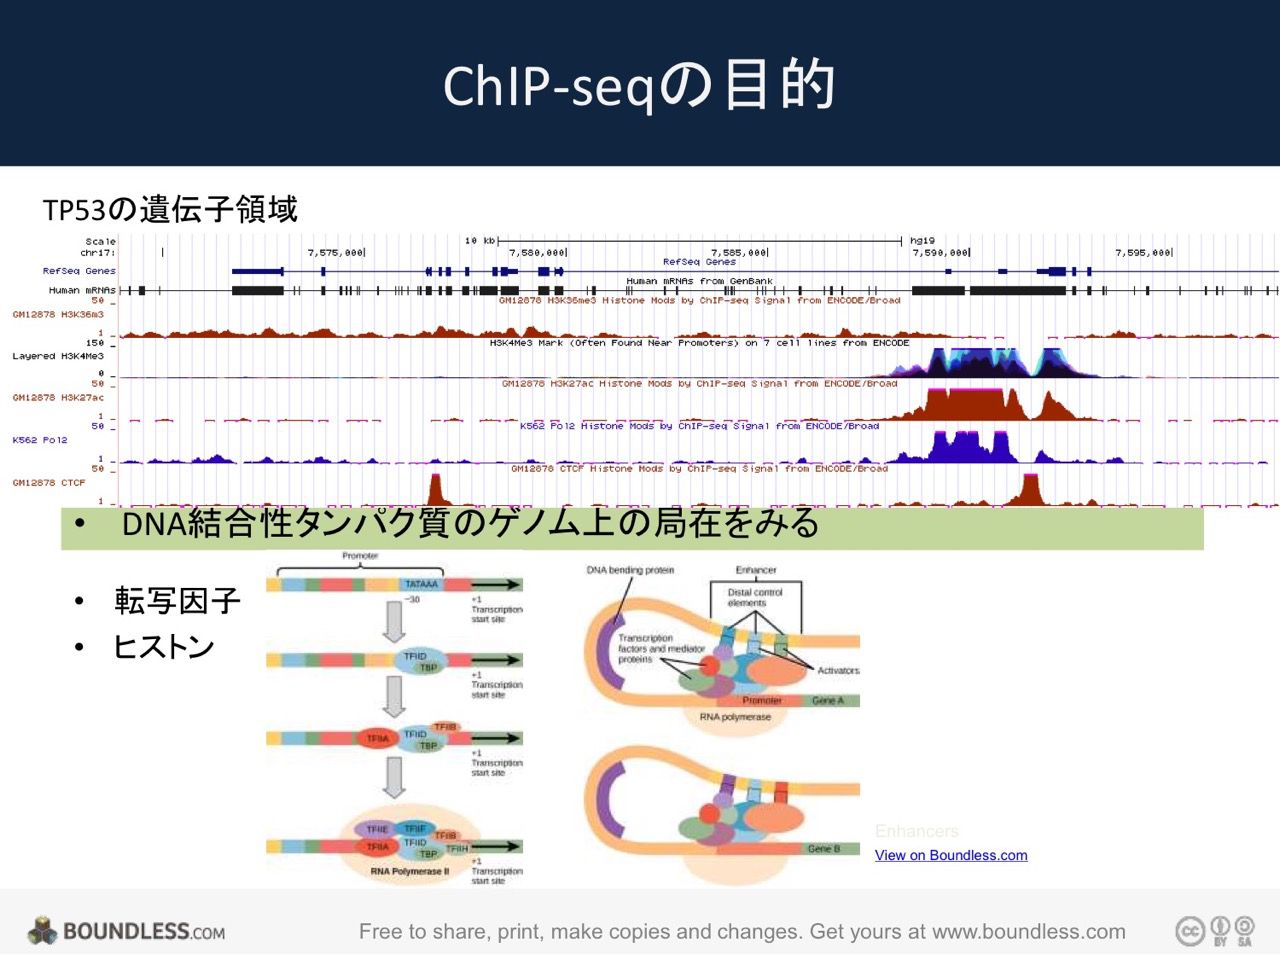 ChIP-seqの目的
TP53の遺伝子領域
Scale 10 kb hg19
chr17: 7,575,000 7,580,000 7,585,000 7,590,000 7,595,000
RefSeq Genes
RefSeq Genes
Human mRNAs from GenBank
Human mRNAs
50 GM12878 H3K36me3 Histone Mods by ChIP-seq Signal from ENCODE/Broad
GM12878 H3K36m3
1
150 H3K4Me3 Mark (Often Found Near Promoters) on 7 cell lines from ENCODE
Layered H3K4Me3
0
50 GM12878 H3K27ac Histone Mods by ChIP-seq Signal from ENCODE/Broad
GM12878 H3K27ac
1
50 K562 Pol2 Histone Mods by ChIP-seq Signal from ENCODE/Broad
K562 Pol2
1
50 GM12878 CTCF Histone Mods by ChIP-seq Signal from ENCODE/Broad
GM12878 CTCF
1
• DNA結合性タンパク質のゲノム上の局在をみる
• 転写因子
• ヒストン
Promoter
TATAAA
−30
+1
Transcription
start site
TFIID
TBP
+1
Transcription
start site
TFIIB
TFIIA
TFIID
TBP
+1
Transcription
start site
TFIIE
TFIIF
TFIIB
TFIIA
TFIID
TBP
TFIIH
RNA Polymerase II
+1
Transcription
start site
DNA bending protein
Enhancer
Distal control
elements
Transcription
factors and mediator
proteins
Activators
Promoter
Gene A
RNA polymerase
Gene B
Enhancers
View on Boundless.com
BOUNDLESS.COM
Free to share, print, make copies and changes. Get yours at www.boundless.com
cc
BY SA